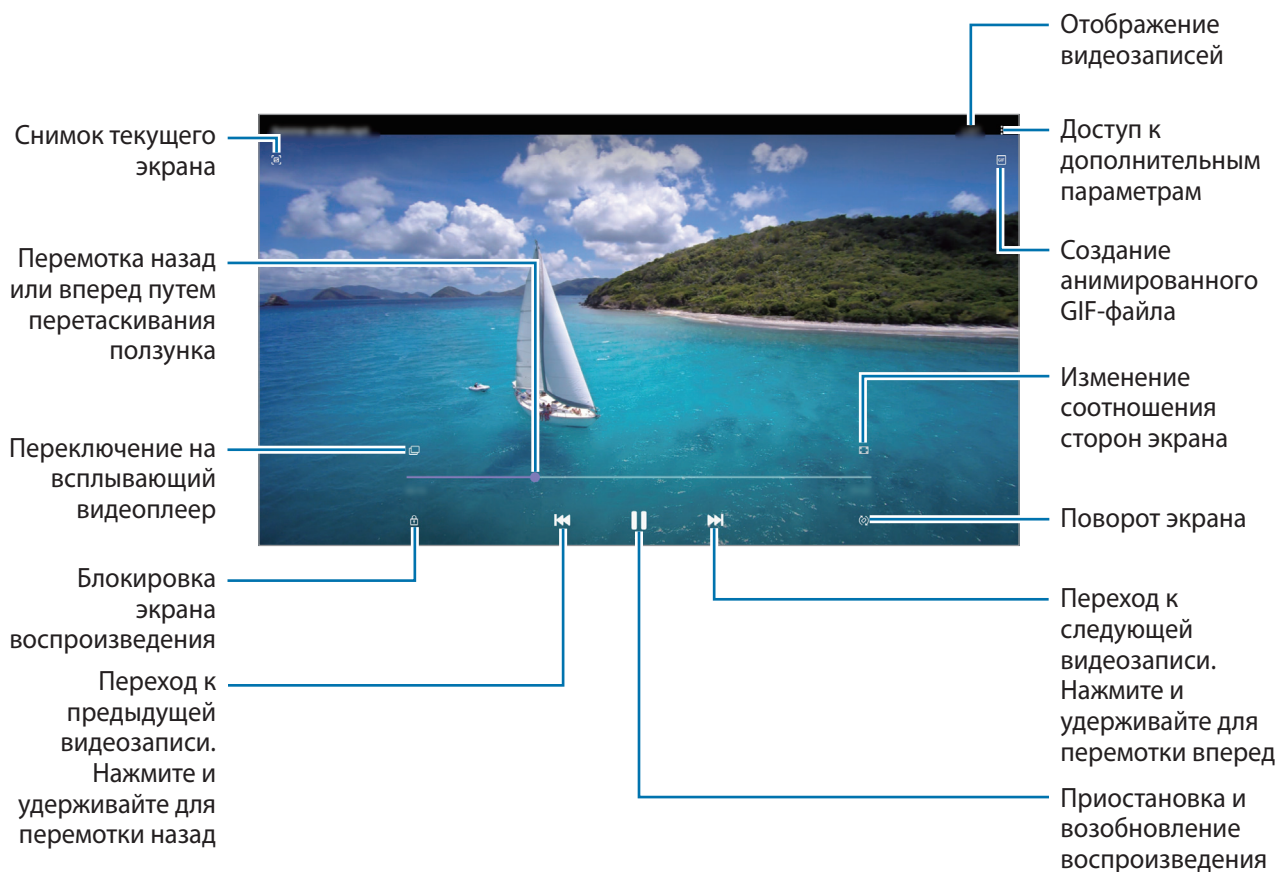 Отображение
видеозаписей
Снимок текущего
экрана
Доступ к
дополнительным
параметрам
Перемотка назад
или вперед путем
перетаскивания
ползунка
Создание
анимированного
GIF-файла
Изменение
соотношения
сторон экрана
Переключение на
всплывающий
видеоплеер
Поворот экрана
Блокировка
экрана
воспроизведения
Переход к
следующей
видеозаписи.
Нажмите и
удерживайте для
перемотки вперед
Переход к
предыдущей
видеозаписи.
Нажмите и
удерживайте для
перемотки назад
Приостановка и
возобновление
воспроизведения